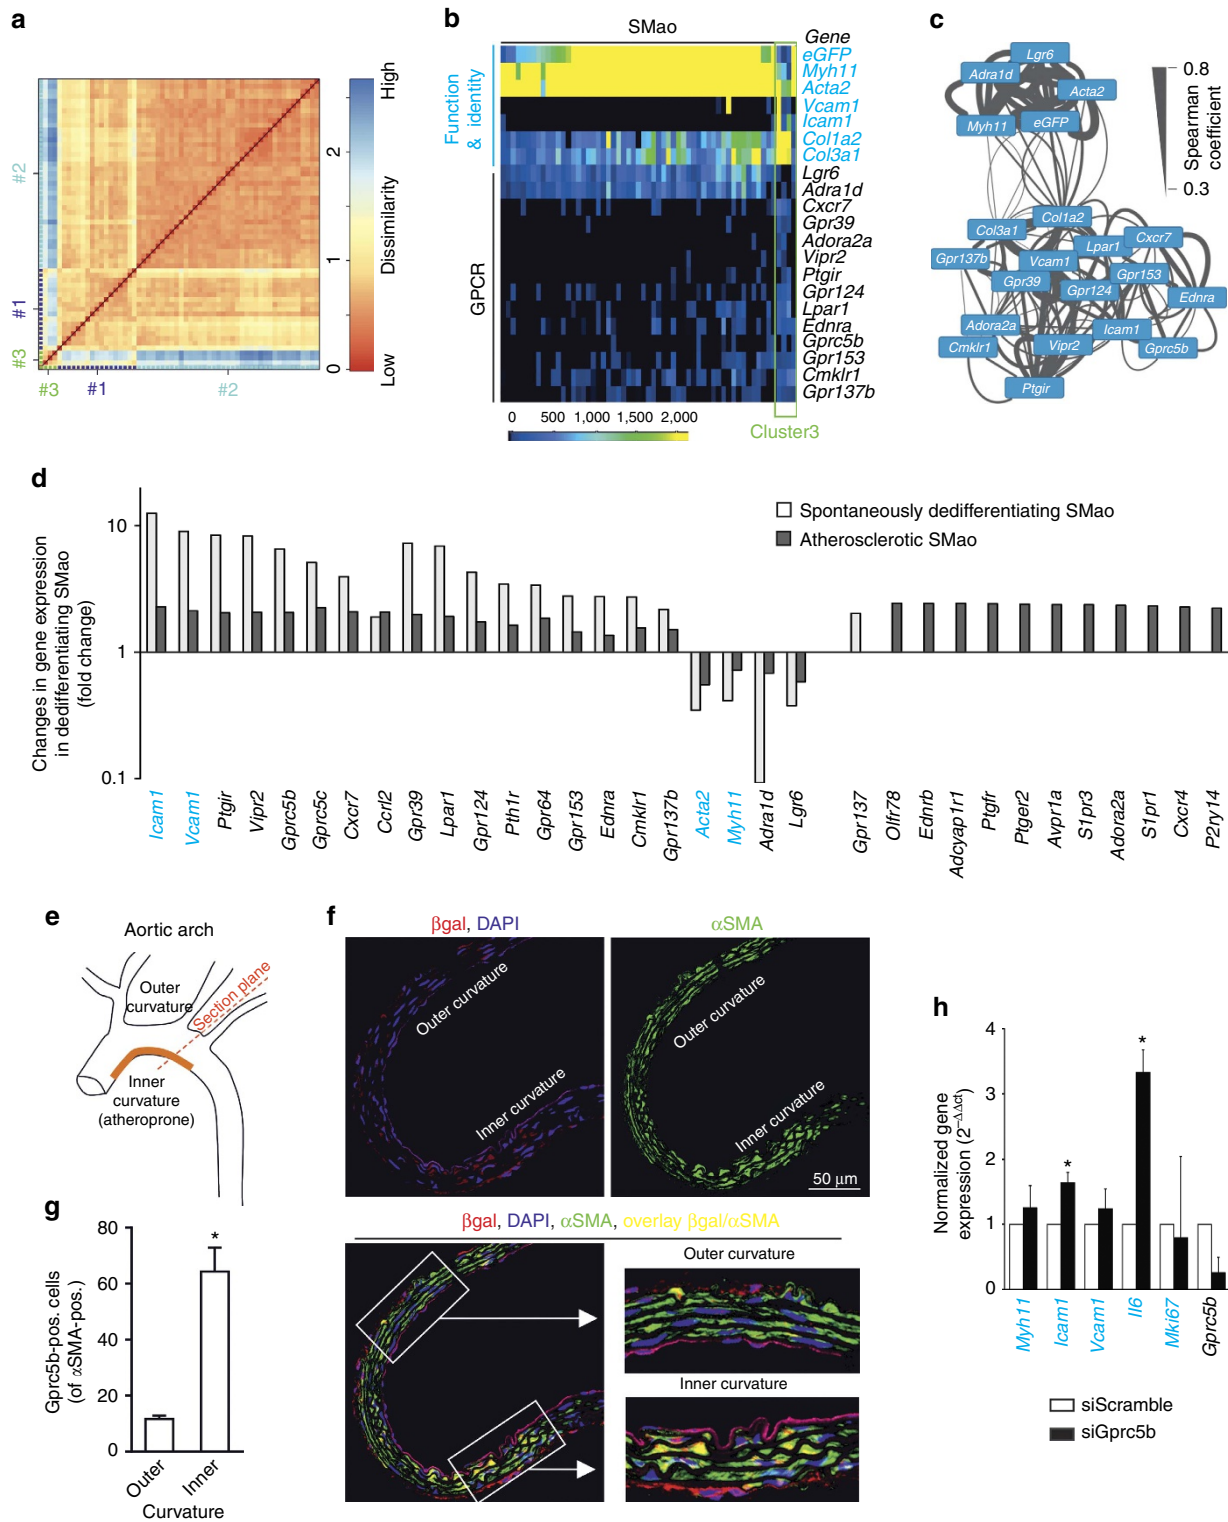 a
High
2
Dissimilarity
1
0
Low
#2
#1
#3
#3
#1
#2
b
SMao
Gene
Function
& identity
GPCR
eGFP
Myh11
Acta2
Vcam1
Icam1
Col1a2
Col3a1
Lgr6
Adra1d
Cxcr7
Gpr39
Adora2a
Vipr2
Ptgir
Gpr124
Lpar1
Ednra
Gprc5b
Gpr153
Cmklr1
Gpr137b
0 500 1,000 1,500 2,000
Cluster3
c
Lgr6
Adra1d
Acta2
Myh11
eGFP
Col1a2
Col3a1
Cxcr7
Lpar1
Gpr137b
Vcam1
Gpr153
Gpr39
Gpr124
Ednra
Adora2a
Icam1
Cmklr1
Vipr2
Gprc5b
Ptgir
0.8
Spearman
coefficient
0.3
d
Changes in gene expression
in dedifferentiating SMao
(fold change)
10
1
0.1
Spontaneously dedifferentiating SMao
Atherosclerotic SMao
Icam1
Vcam1
Ptgir
Vipr2
Gprc5b
Gprc5c
Cxcr7
Ccrl2
Gpr39
Lpar1
Gpr124
Pth1r
Gpr64
Gpr153
Ednra
Cmklr1
Gpr137b
Acta2
Myh11
Adra1d
Lgr6
Gpr137
Olfr78
Ednrb
Adcyap1r1
Ptgfr
Ptger2
Avpr1a
S1pr3
Adora2a
S1pr1
Cxcr4
P2ry14
e
Aortic arch
Outer
curvature
Section plane
Inner
curvature
(atheroprone)
f
βgal, DAPI
αSMA
Outer curvature
Inner curvature
Outer curvature
Inner curvature
50 μm
βgal, DAPI, αSMA, overlay βgal/αSMA
Outer curvature
Inner curvature
g
Gprc5b-pos. cells
(of αSMA-pos.)
80
60
40
20
0
*
Outer
Inner
Curvature
h
Normalized gene
expression (2−ΔΔct)
4
3
2
1
0
*
*
Myh11
Icam1
Vcam1
Il6
Mki67
Gprc5b
siScramble
siGprc5b